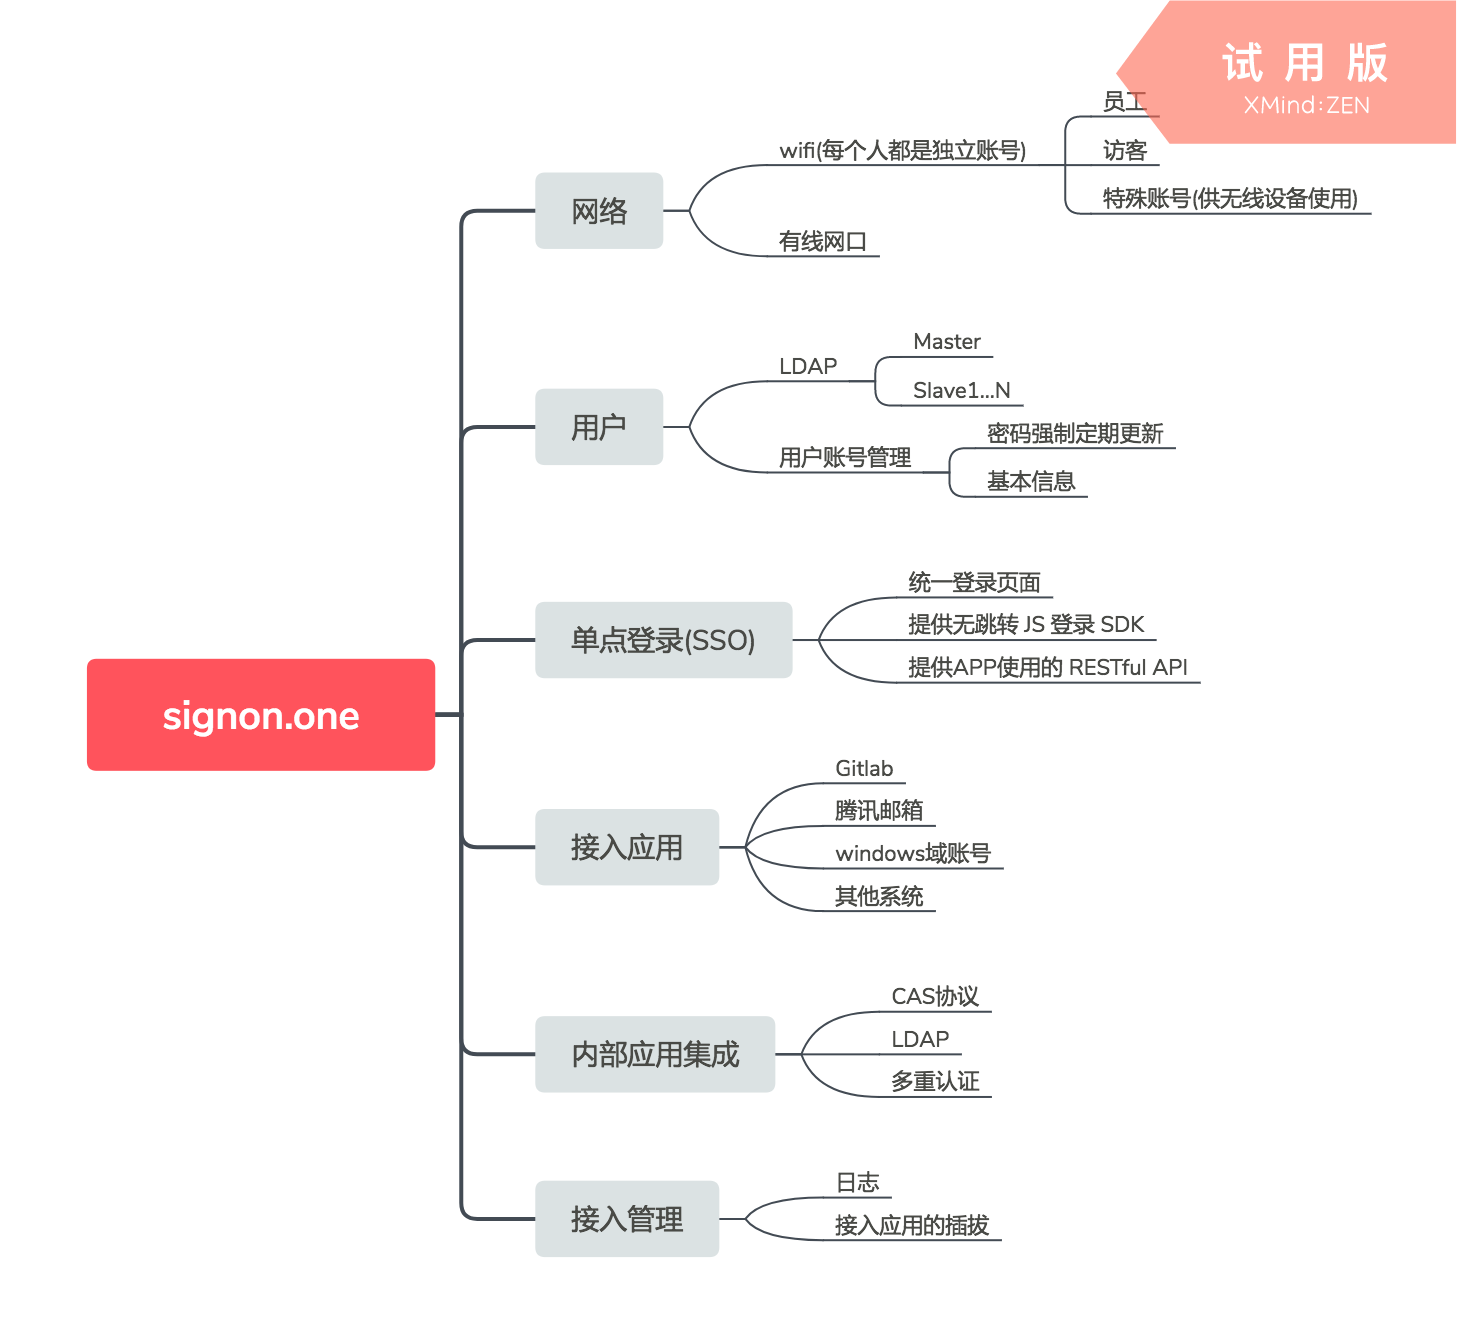 试用版
XMind:ZEN
signon.one
网络
wifi(每个人都是独立账号)
员工
访客
特殊账号(供无线设备使用)
有线网口
用户
LDAP
Master
Slave1...N
用户账号管理
密码强制定期更新
基本信息
单点登录(SSO)
统一登录页面
提供无跳转 JS 登录 SDK
提供APP使用的 RESTful API
接入应用
Gitlab
腾讯邮箱
windows域账号
其他系统
内部应用集成
CAS协议
LDAP
多重认证
接入管理
日志
接入应用的插拔